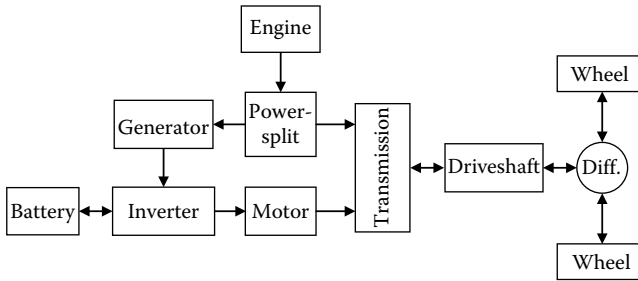 Engine
Wheel
Power-
split
Generator
Transmission
Driveshaft
Diff.
Battery
Inverter
Motor
Wheel